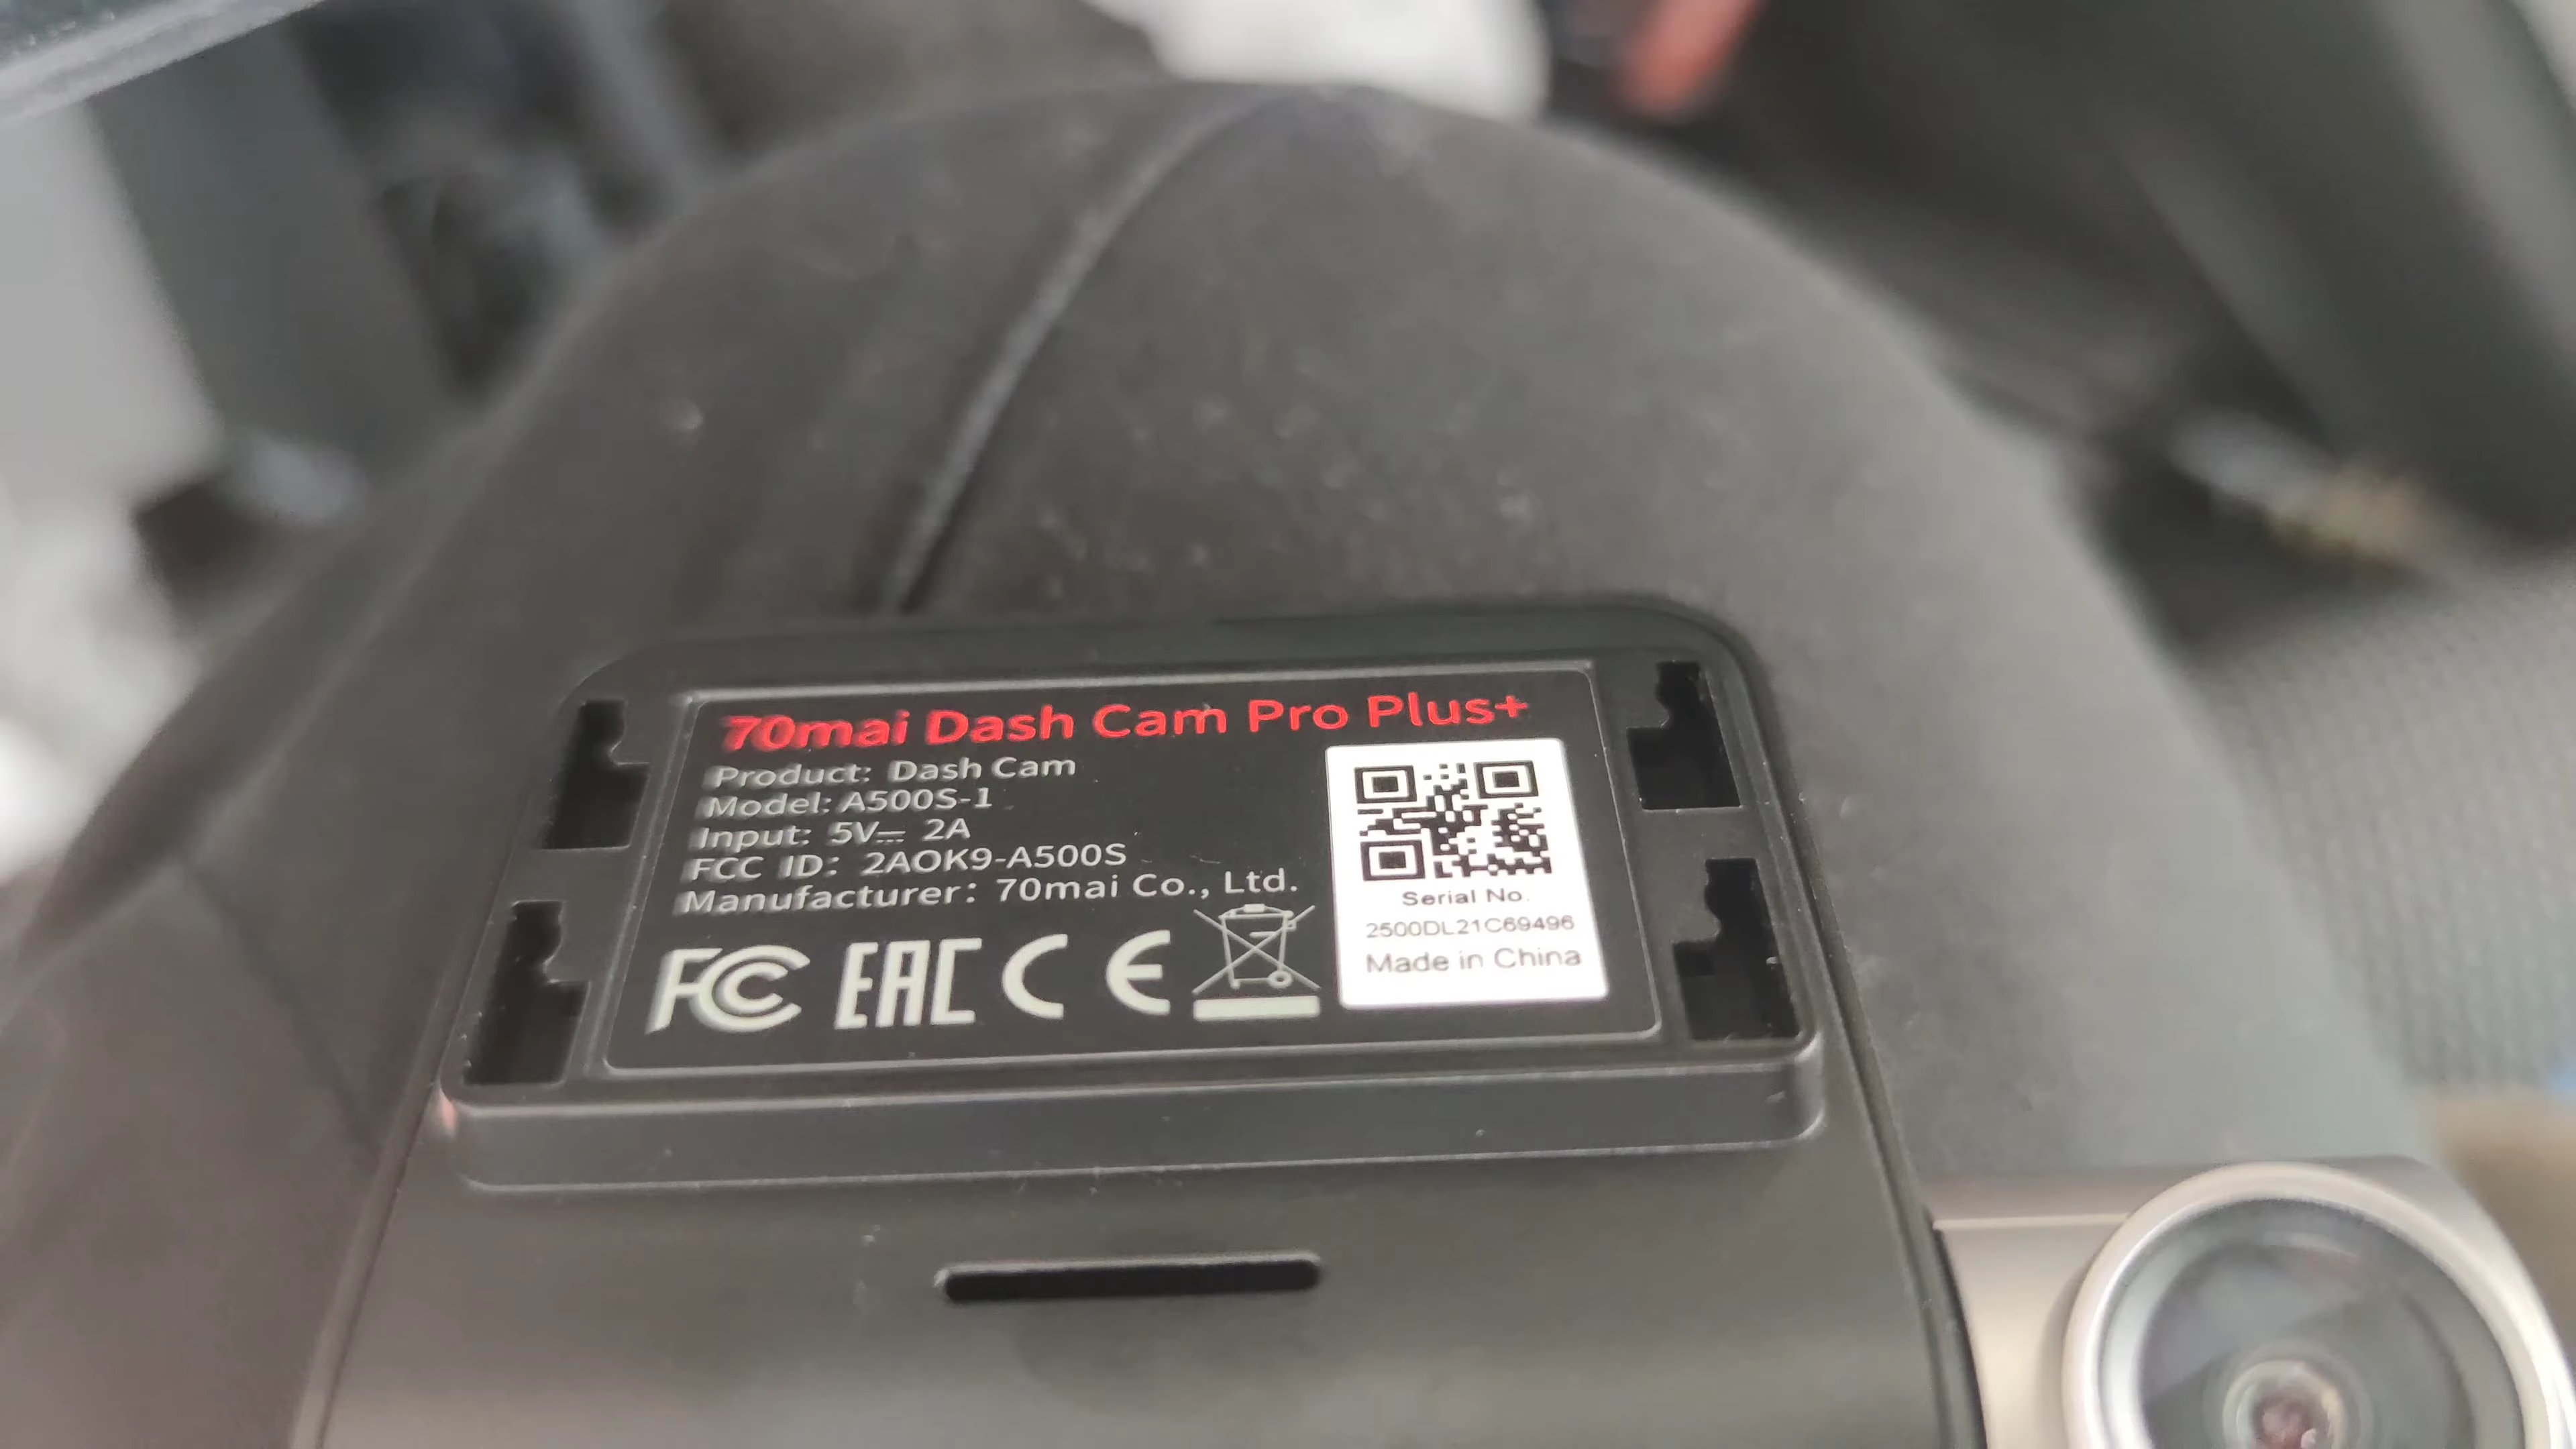 70mai Dash Cam Pro Plus+
Product: Dash Cam
Model: A500S-1
Input: 5V⎓ 2A
FCC ID: 2AOK9-A500S
Manufacturer: 70mai Co., Ltd.
FC EAC CE
Serial No.
2500DL21C69496
Made in China